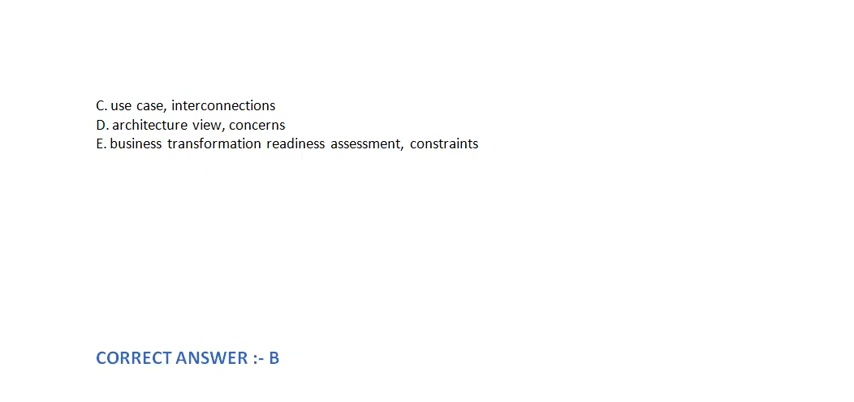 C. use case, interconnections
D. architecture view, concerns
E. business transformation readiness assessment, constraints
CORRECT ANSWER :- B